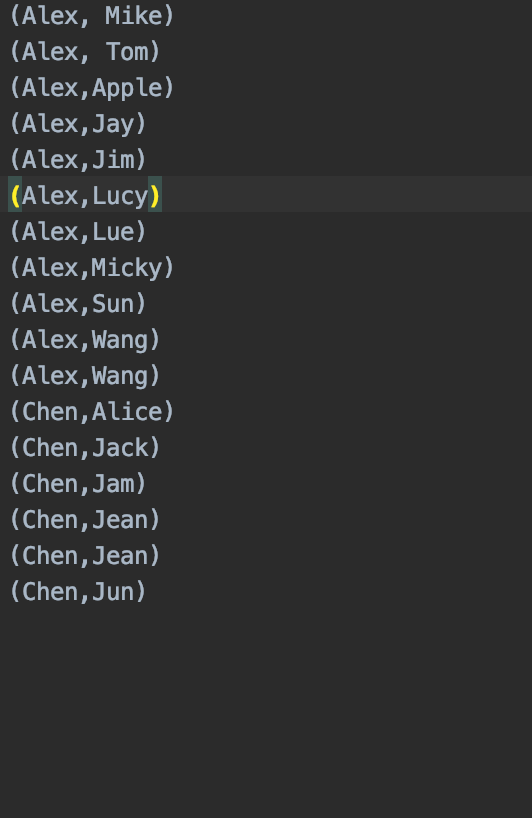 (Alex, Mike)
(Alex, Tom)
(Alex,Apple)
(Alex,Jay)
(Alex,Jim)
(Alex,Lucy)
(Alex,Lue)
(Alex,Micky)
(Alex,Sun)
(Alex,Wang)
(Alex,Wang)
(Chen,Alice)
(Chen,Jack)
(Chen,Jam)
(Chen,Jean)
(Chen,Jean)
(Chen,Jun)